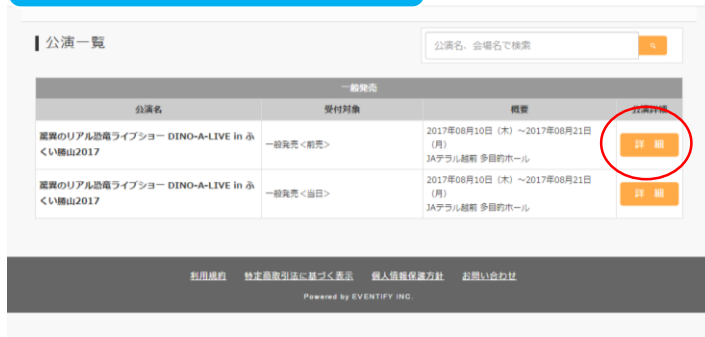 公演一覧
公演名、会場名で検索
一般発売
公演名 受付対象 概要 公演詳細
驚異のリアル恐竜ライブショー DINO-A-LIVE in ふ
くい勝山2017
一般発売<前売>
2017年08月10日（木）～2017年08月21日
（月）
JAテラル越前 多目的ホール
詳 細
驚異のリアル恐竜ライブショー DINO-A-LIVE in ふ
くい勝山2017
一般発売<当日>
2017年08月10日（木）～2017年08月21日
（月）
JAテラル越前 多目的ホール
詳 細
利用規約 特定商取引法に基づく表示 個人情報保護方針 お問い合わせ
Powered by EVENTIFY INC.